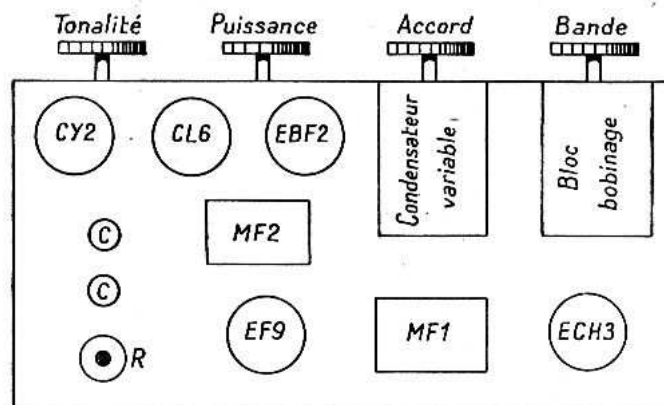 Tonalité Puissance Accord Bande
CY2 CL6 EBF2
Condensateur
variable
Bloc
bobinage
C
MF2
C
EF9 MF1 ECH3
R